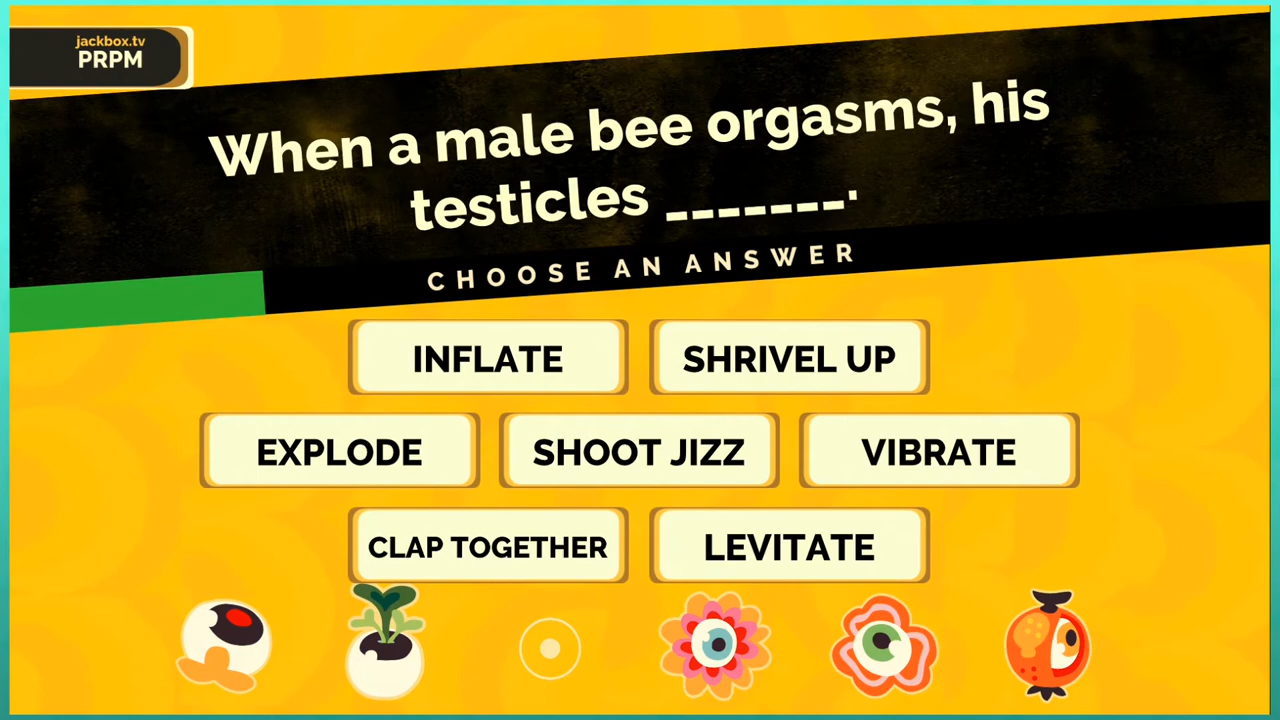 jackbox.tv
PRPM
When a male bee orgasms, his
testicles _______.
CHOOSE AN ANSWER
INFLATE
SHRIVEL UP
EXPLODE
SHOOT JIZZ
VIBRATE
CLAP TOGETHER
LEVITATE